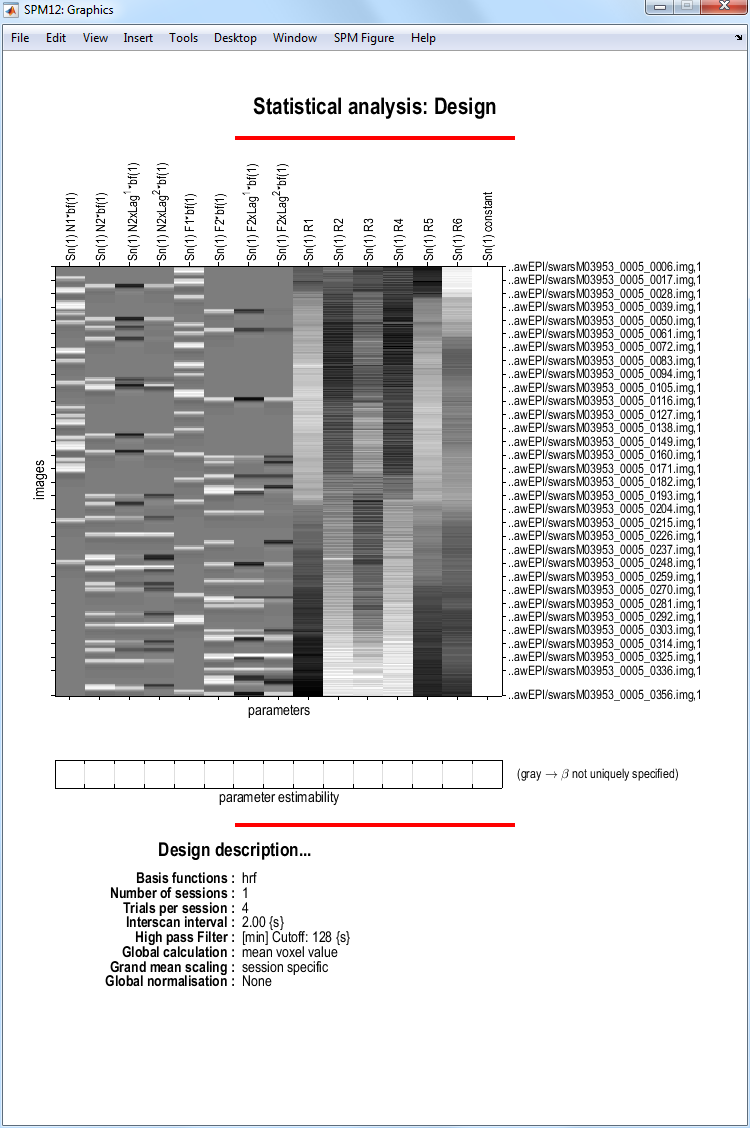 SPM12: Graphics
File Edit View Insert Tools Desktop Window SPM Figure Help
Statistical analysis: Design
Sn(1) N1*bf(1)
Sn(1) N2*bf(1)
Sn(1) N2xLag^1*bf(1)
Sn(1) N2xLag^2*bf(1)
Sn(1) F1*bf(1)
Sn(1) F2*bf(1)
Sn(1) F2xLag^1*bf(1)
Sn(1) F2xLag^2*bf(1)
Sn(1) R1
Sn(1) R2
Sn(1) R3
Sn(1) R4
Sn(1) R5
Sn(1) R6
Sn(1) constant
images
..awEPI/swarsM03953_0005_0006.img,1
..awEPI/swarsM03953_0005_0017.img,1
..awEPI/swarsM03953_0005_0028.img,1
..awEPI/swarsM03953_0005_0039.img,1
..awEPI/swarsM03953_0005_0050.img,1
..awEPI/swarsM03953_0005_0061.img,1
..awEPI/swarsM03953_0005_0072.img,1
..awEPI/swarsM03953_0005_0083.img,1
..awEPI/swarsM03953_0005_0094.img,1
..awEPI/swarsM03953_0005_0105.img,1
..awEPI/swarsM03953_0005_0116.img,1
..awEPI/swarsM03953_0005_0127.img,1
..awEPI/swarsM03953_0005_0138.img,1
..awEPI/swarsM03953_0005_0149.img,1
..awEPI/swarsM03953_0005_0160.img,1
..awEPI/swarsM03953_0005_0171.img,1
..awEPI/swarsM03953_0005_0182.img,1
..awEPI/swarsM03953_0005_0193.img,1
..awEPI/swarsM03953_0005_0204.img,1
..awEPI/swarsM03953_0005_0215.img,1
..awEPI/swarsM03953_0005_0226.img,1
..awEPI/swarsM03953_0005_0237.img,1
..awEPI/swarsM03953_0005_0248.img,1
..awEPI/swarsM03953_0005_0259.img,1
..awEPI/swarsM03953_0005_0270.img,1
..awEPI/swarsM03953_0005_0281.img,1
..awEPI/swarsM03953_0005_0292.img,1
..awEPI/swarsM03953_0005_0303.img,1
..awEPI/swarsM03953_0005_0314.img,1
..awEPI/swarsM03953_0005_0325.img,1
..awEPI/swarsM03953_0005_0336.img,1
..awEPI/swarsM03953_0005_0356.img,1
parameters
(gray → β not uniquely specified)
parameter estimability
Design description...
Basis functions : hrf
Number of sessions : 1
Trials per session : 4
Interscan interval : 2.00 {s}
High pass Filter : [min] Cutoff: 128 {s}
Global calculation : mean voxel value
Grand mean scaling : session specific
Global normalisation : None